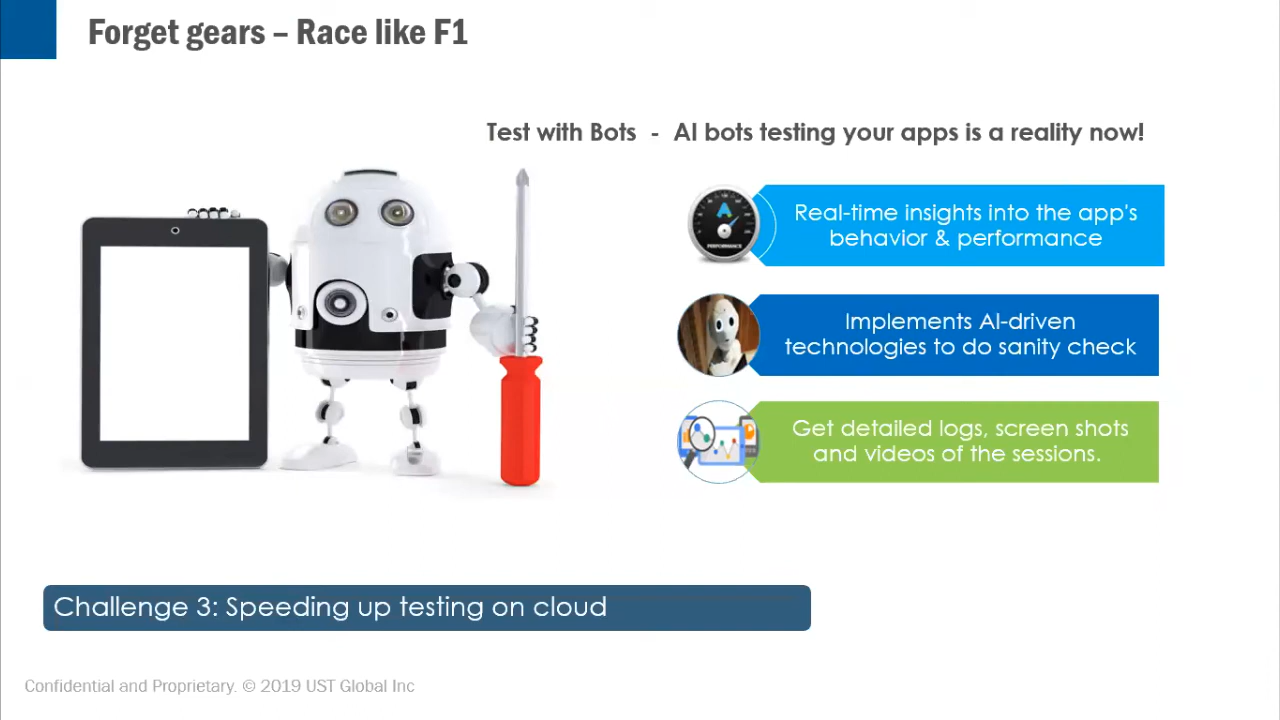 Forget gears – Race like F1
Test with Bots - AI bots testing your apps is a reality now!
Real-time insights into the app's
behavior & performance
PERFORMANCE
Implements AI-driven
technologies to do sanity check
Get detailed logs, screen shots
and videos of the sessions.
Challenge 3: Speeding up testing on cloud
Confidential and Proprietary. © 2019 UST Global Inc